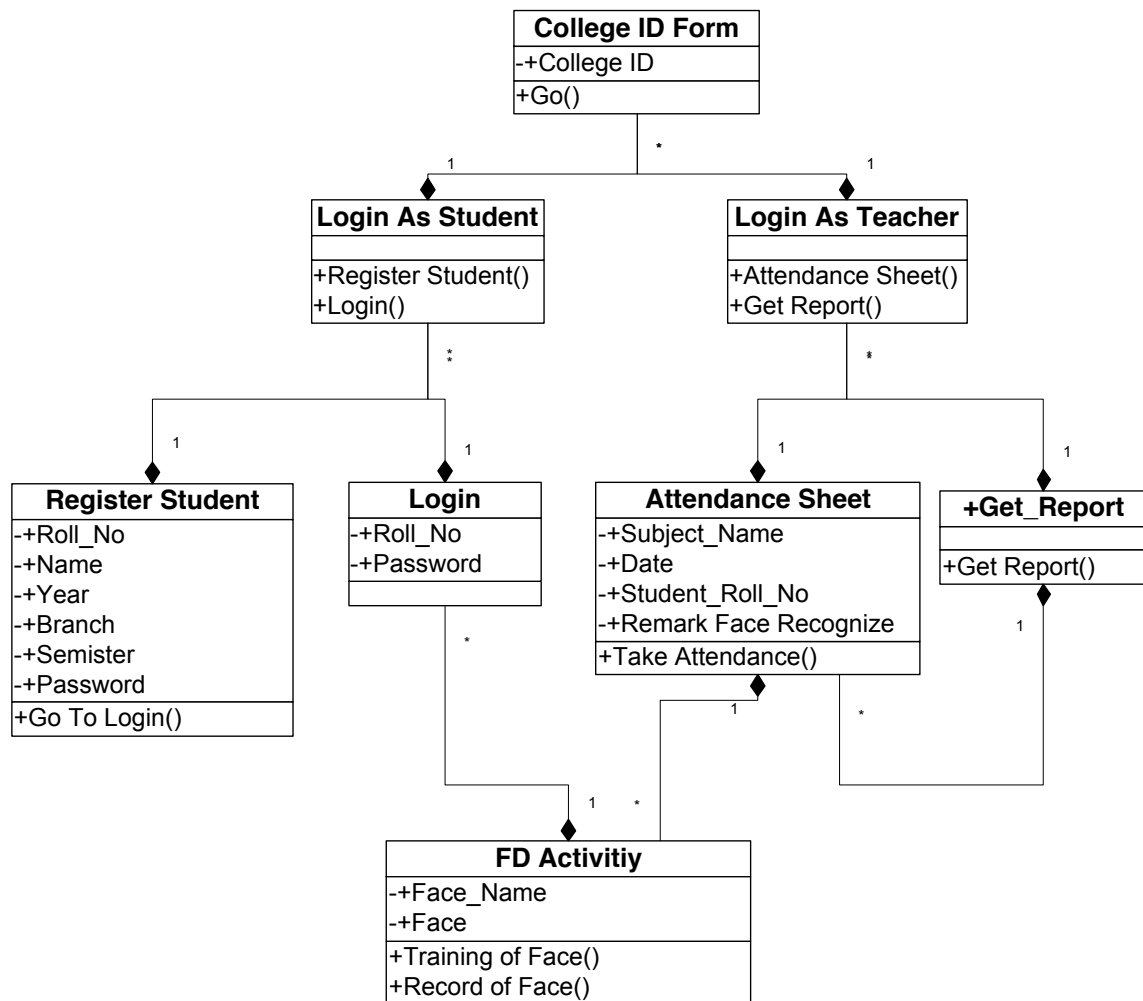 College ID Form
-+College ID
+Go()
1
*
1
Login As Student
+Register Student()
+Login()
Login As Teacher
+Attendance Sheet()
+Get Report()
*
*
*
*
1
1
1
1
Register Student
-+Roll_No
-+Name
-+Year
-+Branch
-+Semister
-+Password
+Go To Login()
Login
-+Roll_No
-+Password
Attendance Sheet
-+Subject_Name
-+Date
-+Student_Roll_No
-+Remark Face Recognize
+Take Attendance()
+Get_Report
+Get Report()
*
1
*
1
1
*
FD Activitiy
-+Face_Name
-+Face
+Training of Face()
+Record of Face()